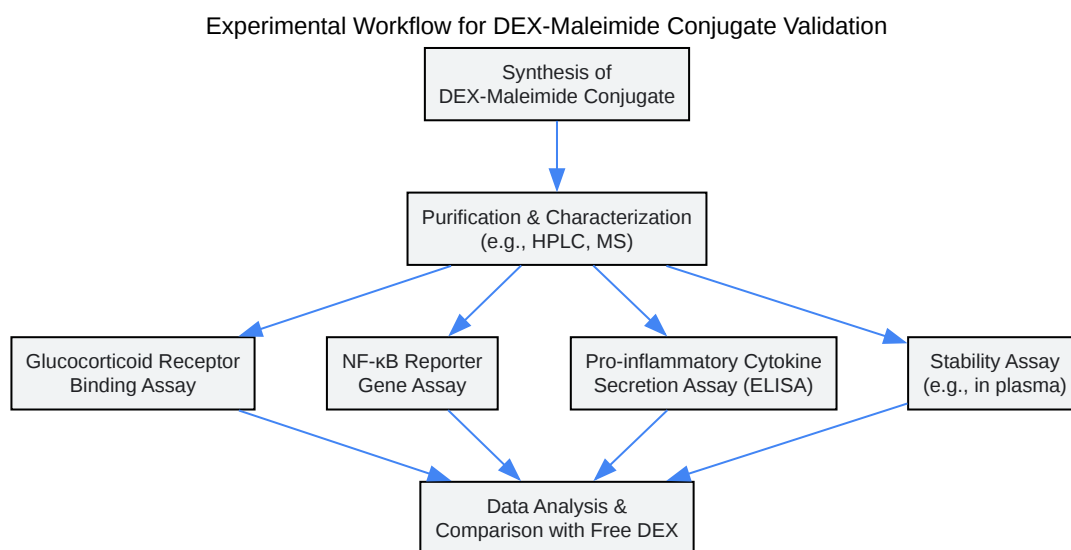 Experimental Workflow for DEX-Maleimide Conjugate Validation
Synthesis of
DEX-Maleimide Conjugate
Purification & Characterization
(e.g., HPLC, MS)
Glucocorticoid Receptor
Binding Assay
NF-κB Reporter
Gene Assay
Pro-inflammatory Cytokine
Secretion Assay (ELISA)
Stability Assay
(e.g., in plasma)
Data Analysis &
Comparison with Free DEX